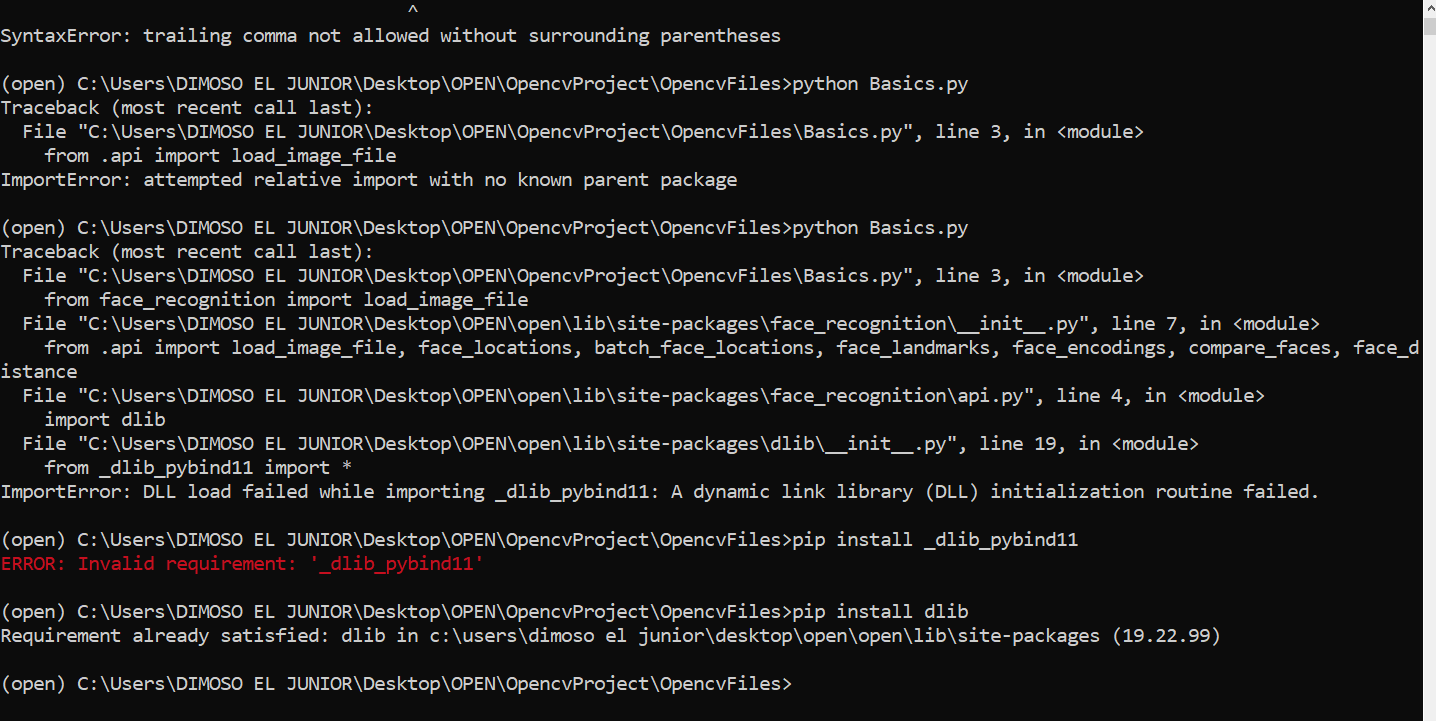 ^
SyntaxError: trailing comma not allowed without surrounding parentheses
(open) C:\Users\DIMOSO EL JUNIOR\Desktop\OPEN\OpencvProject\OpencvFiles>python Basics.py
Traceback (most recent call last):
  File "C:\Users\DIMOSO EL JUNIOR\Desktop\OPEN\OpencvProject\OpencvFiles\Basics.py", line 3, in <module>
    from .api import load_image_file
ImportError: attempted relative import with no known parent package
(open) C:\Users\DIMOSO EL JUNIOR\Desktop\OPEN\OpencvProject\OpencvFiles>python Basics.py
Traceback (most recent call last):
  File "C:\Users\DIMOSO EL JUNIOR\Desktop\OPEN\OpencvProject\OpencvFiles\Basics.py", line 3, in <module>
    from face_recognition import load_image_file
  File "C:\Users\DIMOSO EL JUNIOR\Desktop\OPEN\open\lib\site-packages\face_recognition\__init__.py", line 7, in <module>
    from .api import load_image_file, face_locations, batch_face_locations, face_landmarks, face_encodings, compare_faces, face_d
istance
  File "C:\Users\DIMOSO EL JUNIOR\Desktop\OPEN\open\lib\site-packages\face_recognition\api.py", line 4, in <module>
    import dlib
  File "C:\Users\DIMOSO EL JUNIOR\Desktop\OPEN\open\lib\site-packages\dlib\__init__.py", line 19, in <module>
    from _dlib_pybind11 import *
ImportError: DLL load failed while importing _dlib_pybind11: A dynamic link library (DLL) initialization routine failed.
(open) C:\Users\DIMOSO EL JUNIOR\Desktop\OPEN\OpencvProject\OpencvFiles>pip install _dlib_pybind11
ERROR: Invalid requirement: '_dlib_pybind11'
(open) C:\Users\DIMOSO EL JUNIOR\Desktop\OPEN\OpencvProject\OpencvFiles>pip install dlib
Requirement already satisfied: dlib in c:\users\dimoso el junior\desktop\open\open\lib\site-packages (19.22.99)
(open) C:\Users\DIMOSO EL JUNIOR\Desktop\OPEN\OpencvProject\OpencvFiles>